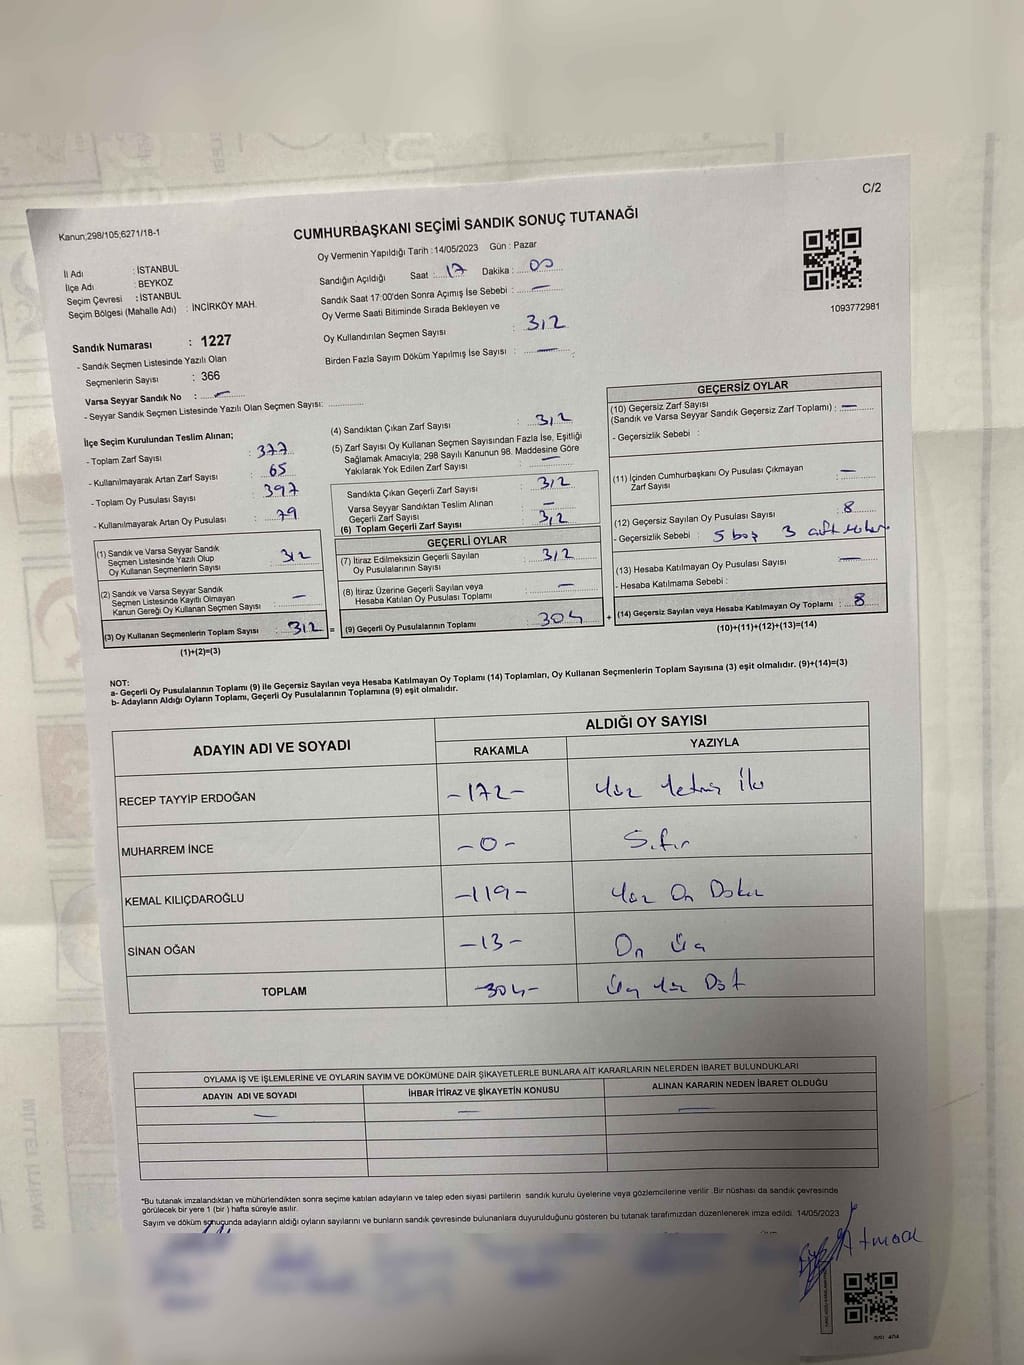 C/2
Kanun;298/105;6271/18-1
CUMHURBAŞKANI SEÇİMİ SANDIK SONUÇ TUTANAĞI
İl Adı : İSTANBUL
İlçe Adı : BEYKOZ
Seçim Çevresi : İSTANBUL
Seçim Bölgesi (Mahalle Adı) : İNCİRKÖY MAH.
Oy Vermenin Yapıldığı Tarih : 14/05/2023 Gün : Pazar
Sandığın Açıldığı Saat : 17 Dakika : 00
Sandık Saat 17:00'den Sonra Açımış İse Sebebi : —
Oy Verme Saati Bitiminde Sırada Bekleyen ve
Oy Kullandırılan Seçmen Sayısı : 312
Birden Fazla Sayım Döküm Yapılmış İse Sayısı : —
1093772981
Sandık Numarası : 1227
- Sandık Seçmen Listesinde Yazılı Olan
Seçmenlerin Sayısı : 366
Varsa Seyyar Sandık No : —
- Seyyar Sandık Seçmen Listesinde Yazılı Olan Seçmen Sayısı:
İlçe Seçim Kurulundan Teslim Alınan;
- Toplam Zarf Sayısı : 377
- Kullanılmayarak Artan Zarf Sayısı : 65
- Toplam Oy Pusulası Sayısı : 397
- Kullanılmayarak Artan Oy Pusulası : 79
(1) Sandık ve Varsa Seyyar Sandık
Seçmen Listesinde Yazılı Olup
Oy Kullanan Seçmenlerin Sayısı : 312
(2) Sandık ve Varsa Seyyar Sandık
Seçmen Listesinde Kayıtlı Olmayan
Kanun Gereği Oy Kullanan Seçmen Sayısı : —
(3) Oy Kullanan Seçmenlerin Toplam Sayısı : 312 =
(1)+(2)=(3)
(4) Sandıktan Çıkan Zarf Sayısı : 312
(5) Zarf Sayısı Oy Kullanan Seçmen Sayısından Fazla İse, Eşitliği
Sağlamak Amacıyla; 298 Sayılı Kanunun 98. Maddesine Göre
Yakılarak Yok Edilen Zarf Sayısı : —
Sandıkta Çıkan Geçerli Zarf Sayısı : 312
Varsa Seyyar Sandıktan Teslim Alınan
Geçerli Zarf Sayısı : —
(6) Toplam Geçerli Zarf Sayısı : 312
GEÇERLİ OYLAR
(7) İtiraz Edilmeksizin Geçerli Sayılan
Oy Pusulalarının Sayısı : 312
(8) İtiraz Üzerine Geçerli Sayılan veya
Hesaba Katılan Oy Pusulası Toplamı : —
(9) Geçerli Oy Pusulalarının Toplamı : 304 +
GEÇERSİZ OYLAR
(10) Geçersiz Zarf Sayısı
(Sandık ve Varsa Seyyar Sandık Geçersiz Zarf Toplamı) : —
- Geçersizlik Sebebi :
(11) İçinden Cumhurbaşkanı Oy Pusulası Çıkmayan
Zarf Sayısı : —
(12) Geçersiz Sayılan Oy Pusulası Sayısı : 8
- Geçersizlik Sebebi : 5 boş 3
(13) Hesaba Katılmayan Oy Pusulası Sayısı : —
- Hesaba Katılmama Sebebi :
(14) Geçersiz Sayılan veya Hesaba Katılmayan Oy Toplamı : 8
(10)+(11)+(12)+(13)=(14)
NOT:
a- Geçerli Oy Pusulalarının Toplamı (9) ile Geçersiz Sayılan veya Hesaba Katılmayan Oy Toplamı (14) Toplamları, Oy Kullanan Seçmenlerin Toplam Sayısına (3) eşit olmalıdır. (9)+(14)=(3)
b- Adayların Aldığı Oyların Toplamı, Geçerli Oy Pusulalarının Toplamına (9) eşit olmalıdır.
ADAYIN ADI VE SOYADI
ALDIĞI OY SAYISI
RAKAMLA YAZIYLA
RECEP TAYYİP ERDOĞAN -172- Yüz Yetmiş İki
MUHARREM İNCE -0- Sıfır
KEMAL KILIÇDAROĞLU -119- Yüz On Dokuz
SİNAN OĞAN -13- On Üç
TOPLAM -304- Üç Yüz Dört
OYLAMA İŞ VE İŞLEMLERİNE VE OYLARIN SAYIM VE DÖKÜMÜNE DAİR ŞİKAYETLERLE BUNLARA AİT KARARLARIN NELERDEN İBARET BULUNDUKLARI
ADAYIN ADI VE SOYADI İHBAR İTİRAZ VE ŞİKAYETİN KONUSU ALINAN KARARIN NEDEN İBARET OLDUĞU
— — —
*Bu tutanak imzalandıktan ve mühürlendikten sonra seçime katılan adayların ve talep eden siyasi partilerin sandık kurulu üyelerine veya gözlemcilerine verilir .Bir nüshası da sandık çevresinde
görülecek bir yere 1 (bir ) hafta süreyle asılır.
Sayım ve döküm sonucunda adayların aldığı oyların sayılarını ve bunların sandık çevresinde bulunanlara duyurulduğunu gösteren bu tutanak tarafımızdan düzenlenerek imza edildi. 14/05/2023